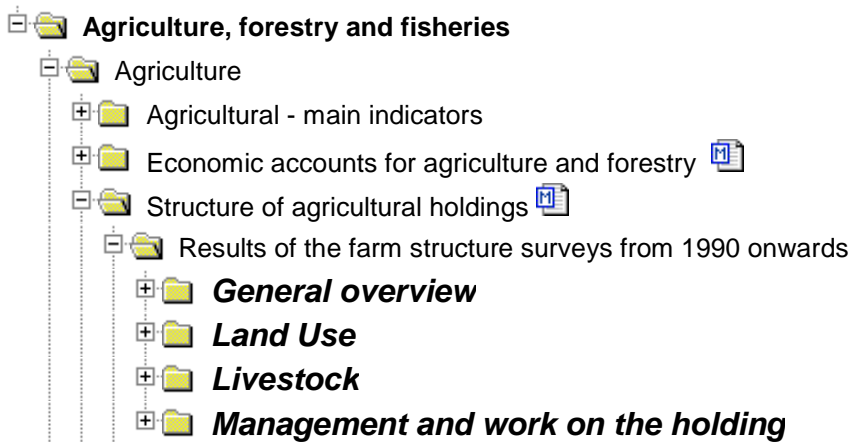 Agriculture, forestry and fisheries
Agriculture
Agricultural - main indicators
Economic accounts for agriculture and forestry M
Structure of agricultural holdings M
Results of the farm structure surveys from 1990 onwards
General overview
Land Use
Livestock
Management and work on the holding